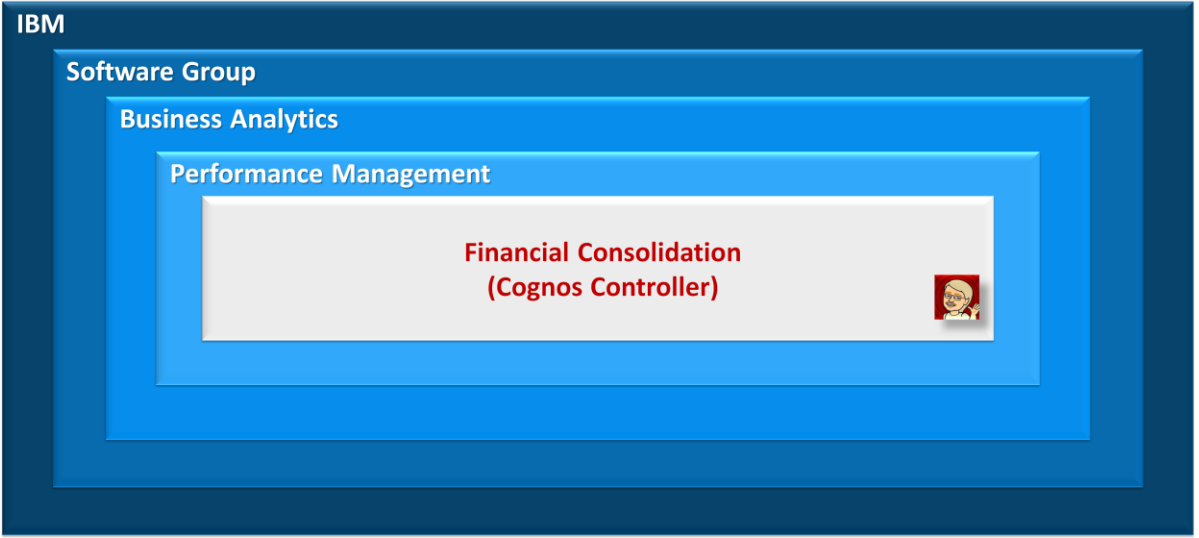 IBM
Software Group
Business Analytics
Performance Management
Financial Consolidation
(Cognos Controller)